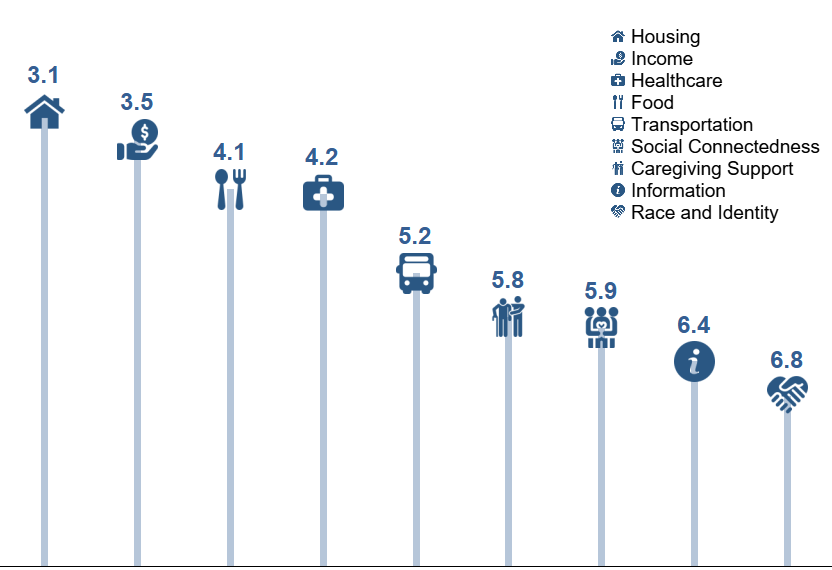 3.1
3.5
4.1
4.2
5.2
5.8
5.9
6.4
6.8
Housing
Income
Healthcare
Food
Transportation
Social Connectedness
Caregiving Support
Information
Race and Identity